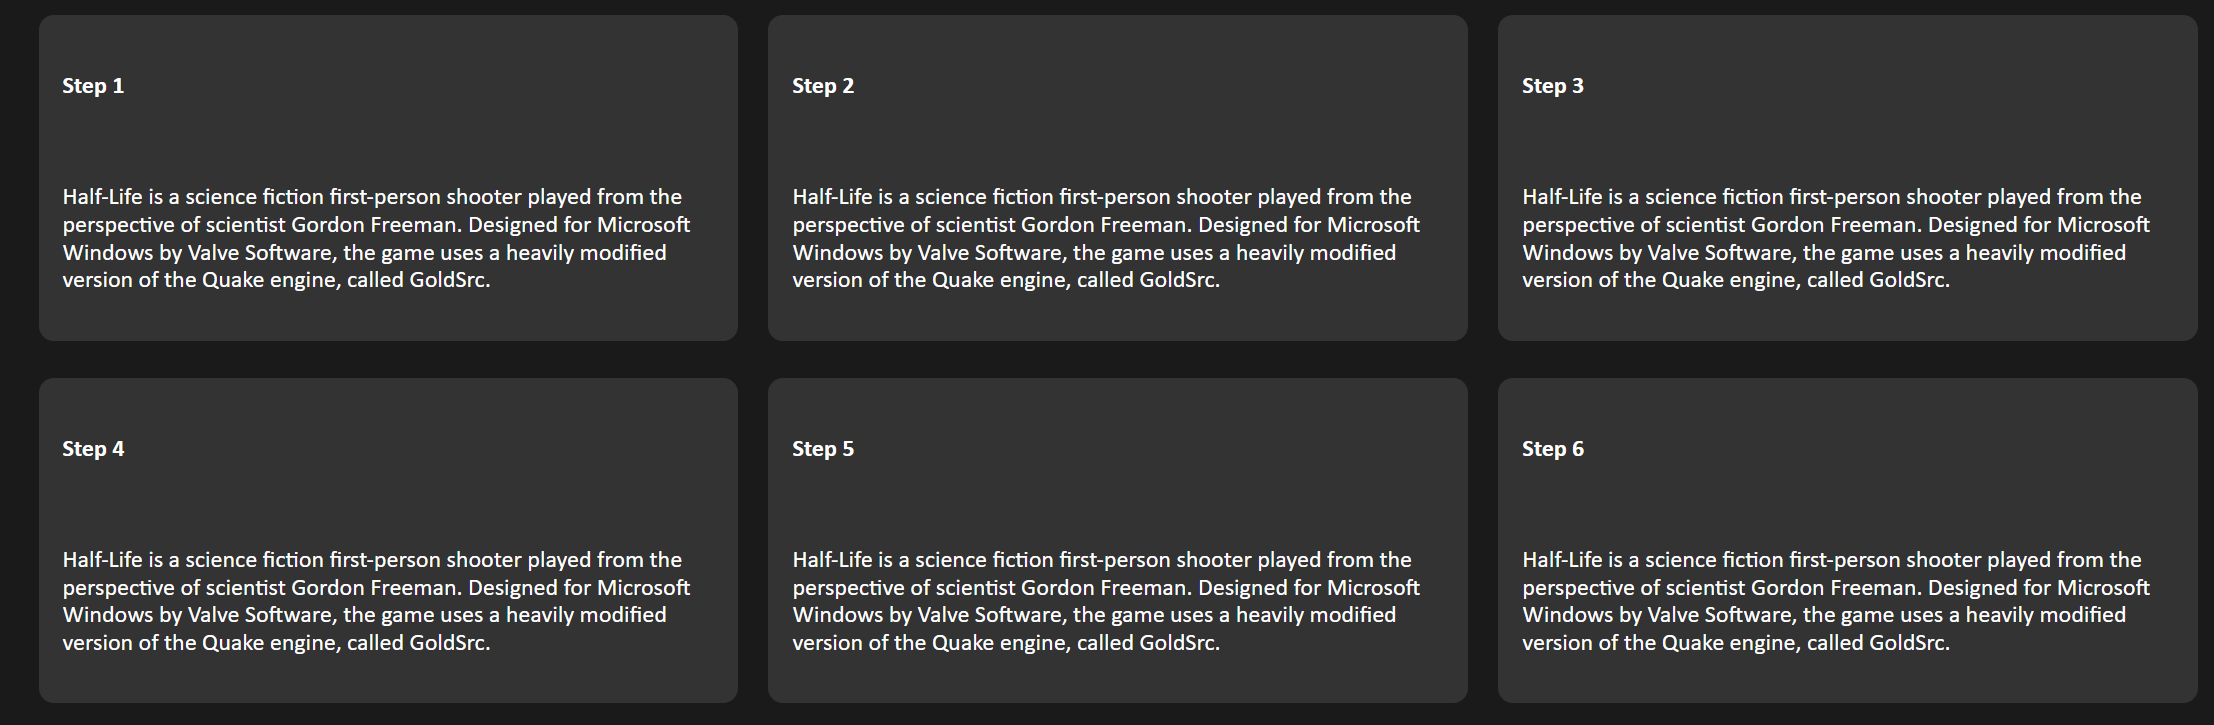 Step 1
Half-Life is a science fiction first-person shooter played from the
perspective of scientist Gordon Freeman. Designed for Microsoft
Windows by Valve Software, the game uses a heavily modified
version of the Quake engine, called GoldSrc.
Step 2
Half-Life is a science fiction first-person shooter played from the
perspective of scientist Gordon Freeman. Designed for Microsoft
Windows by Valve Software, the game uses a heavily modified
version of the Quake engine, called GoldSrc.
Step 3
Half-Life is a science fiction first-person shooter played from the
perspective of scientist Gordon Freeman. Designed for Microsoft
Windows by Valve Software, the game uses a heavily modified
version of the Quake engine, called GoldSrc.
Step 4
Half-Life is a science fiction first-person shooter played from the
perspective of scientist Gordon Freeman. Designed for Microsoft
Windows by Valve Software, the game uses a heavily modified
version of the Quake engine, called GoldSrc.
Step 5
Half-Life is a science fiction first-person shooter played from the
perspective of scientist Gordon Freeman. Designed for Microsoft
Windows by Valve Software, the game uses a heavily modified
version of the Quake engine, called GoldSrc.
Step 6
Half-Life is a science fiction first-person shooter played from the
perspective of scientist Gordon Freeman. Designed for Microsoft
Windows by Valve Software, the game uses a heavily modified
version of the Quake engine, called GoldSrc.